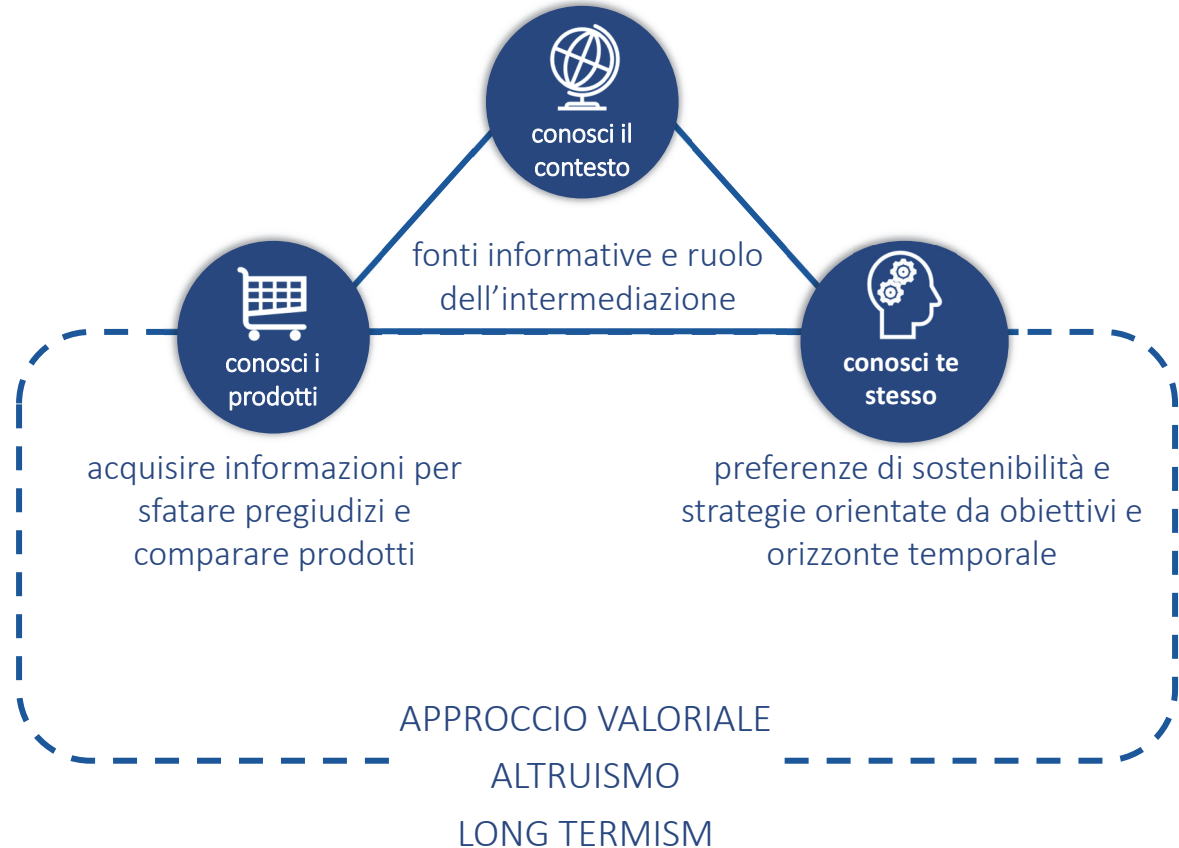 conosci il
contesto
fonti informative e ruolo
dell’intermediazione
conosci i
prodotti
conosci te
stesso
acquisire informazioni per
sfatare pregiudizi e
comparare prodotti
preferenze di sostenibilità e
strategie orientate da obiettivi e
orizzonte temporale
APPROCCIO VALORIALE
ALTRUISMO
LONG TERMISM